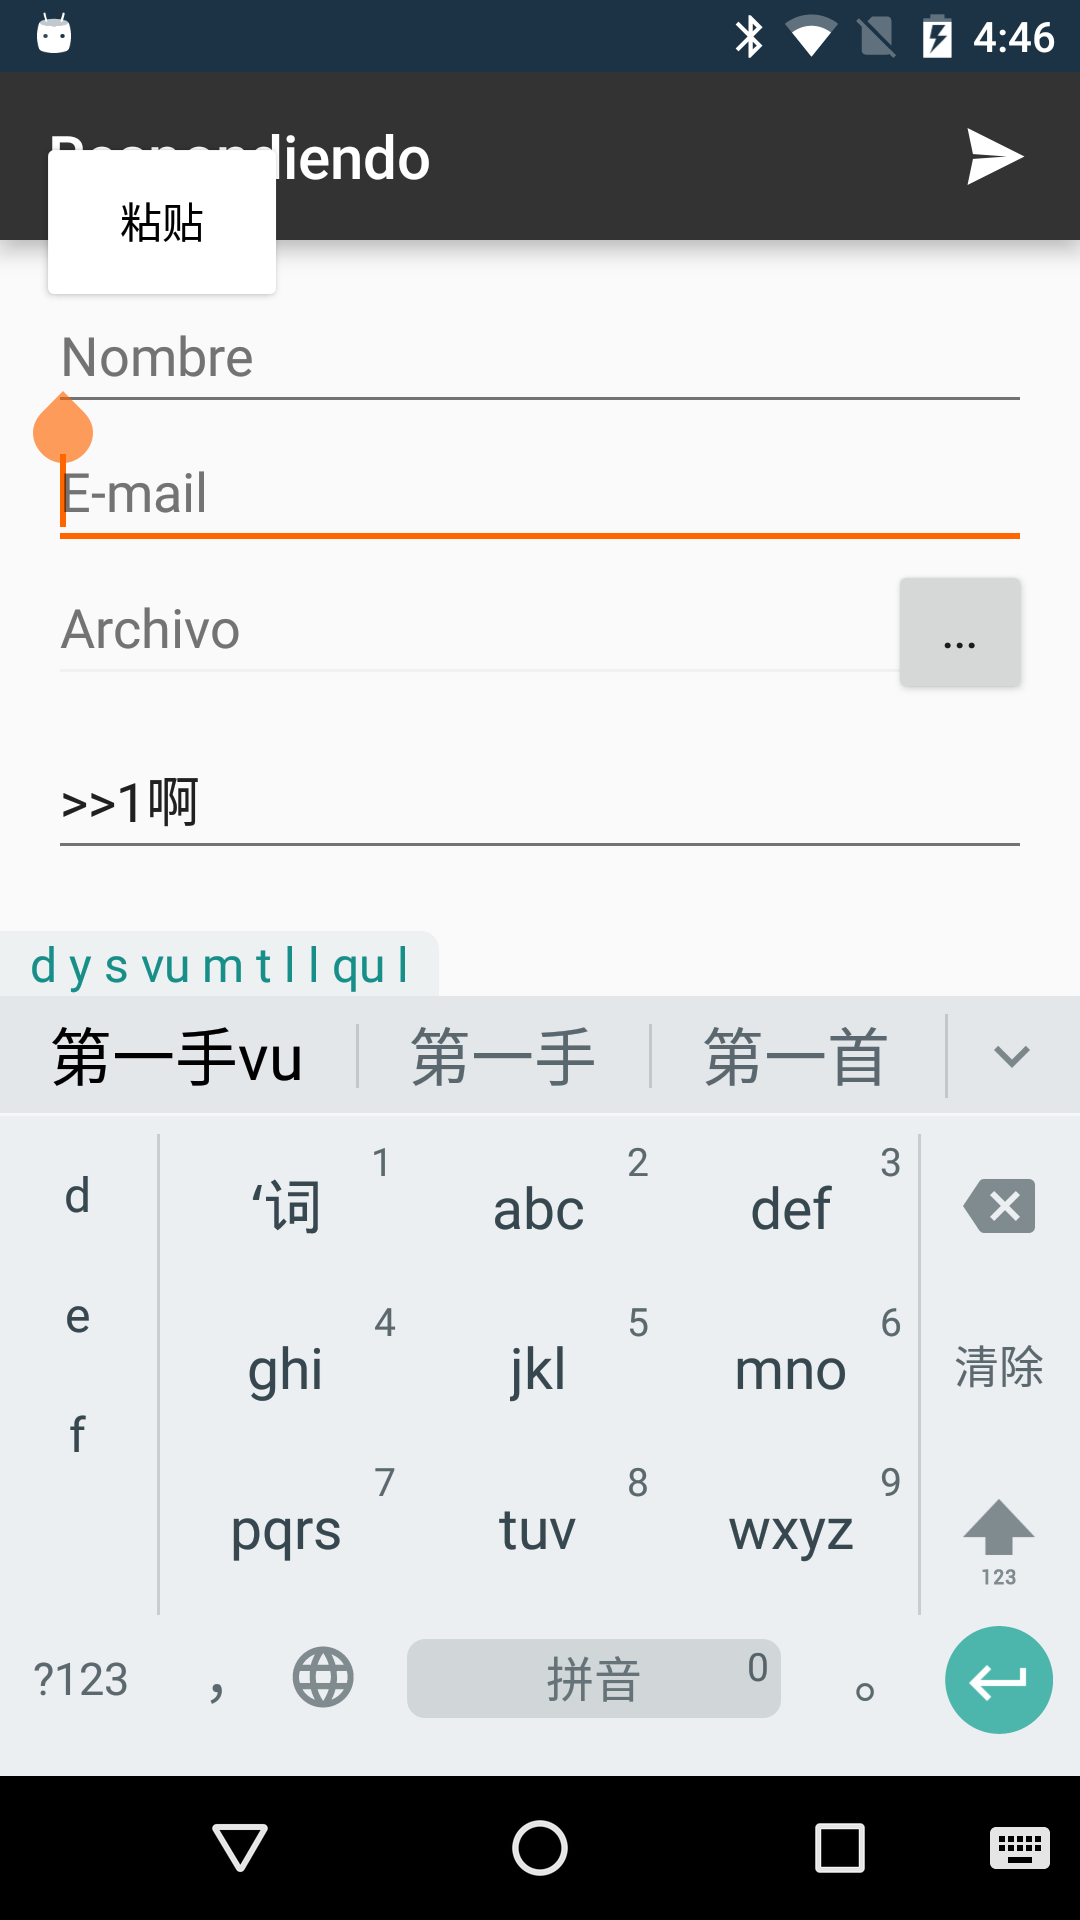 4:46
Respondiendo
粘贴
Nombre
E-mail
Archivo
...
>>1啊
d y s vu m t l l qu l
第一手vu 第一手 第一首
d
e
f
‘词 1 abc 2 def 3
ghi 4 jkl 5 mno 6 清除
pqrs 7 tuv 8 wxyz 9 123
?123 ， 拼音 0 。